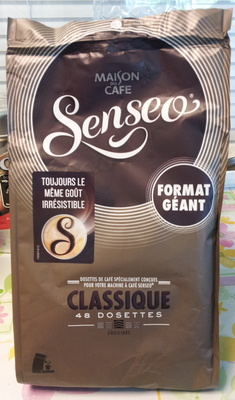 MAISON
DU
CAFÉ
Senseo
TOUJOURS LE
MÊME GOÛT
IRRÉSISTIBLE
S
FORMAT
GÉANT
DOSETTES DE CAFÉ SPÉCIALEMENT CONÇUES
POUR VOTRE MACHINE À CAFÉ SENSEO®
CLASSIQUE
48 DOSETTES